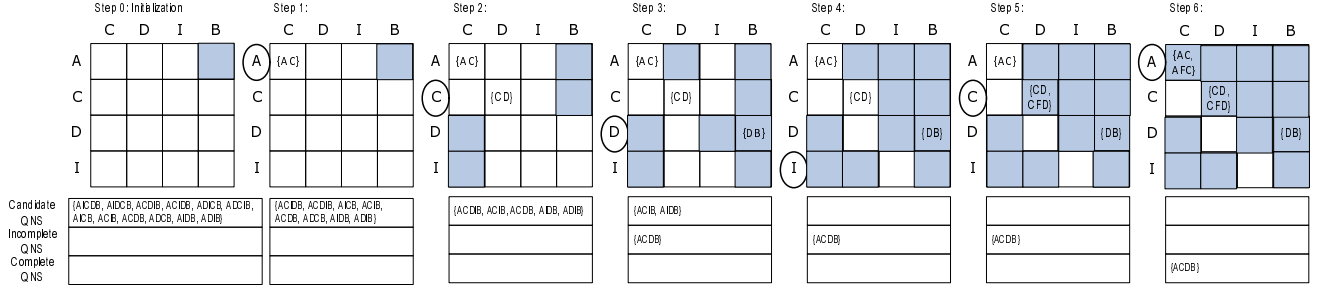 Step 0: Initialization
Step 1:
Step 2:
Step 3:
Step 4:
Step 5:
Step 6:
C D I B
C D I B
C D I B
C D I B
C D I B
C D I B
C D I B
A
A {AC}
A {AC}
A {AC}
A {AC}
A {AC}
A {AC,
AFC}
C
C
C {CD}
C {CD}
C {CD}
C {CD,
CFD}
C {CD,
CFD}
D
D
D
D {DB}
D {DB}
D {DB}
D {DB}
I
I
I
I
I
I
I
Candidate
QNS
{AICDB, AIDCB, ACDIB, ACIDB, ADICB, ADCIB,
AICB, ACIB, ACDB, ADCB, AIDB, ADIB}
{ACIDB, ACDIB, AICB, ACIB,
ACDB, ADCB, AIDB, ADIB}
{ACDIB, ACIB, ACDB, AIDB, ADIB}
{ACIB, AIDB}
Incomplete
QNS
{ACDB}
{ACDB}
{ACDB}
Complete
QNS
{ACDB}